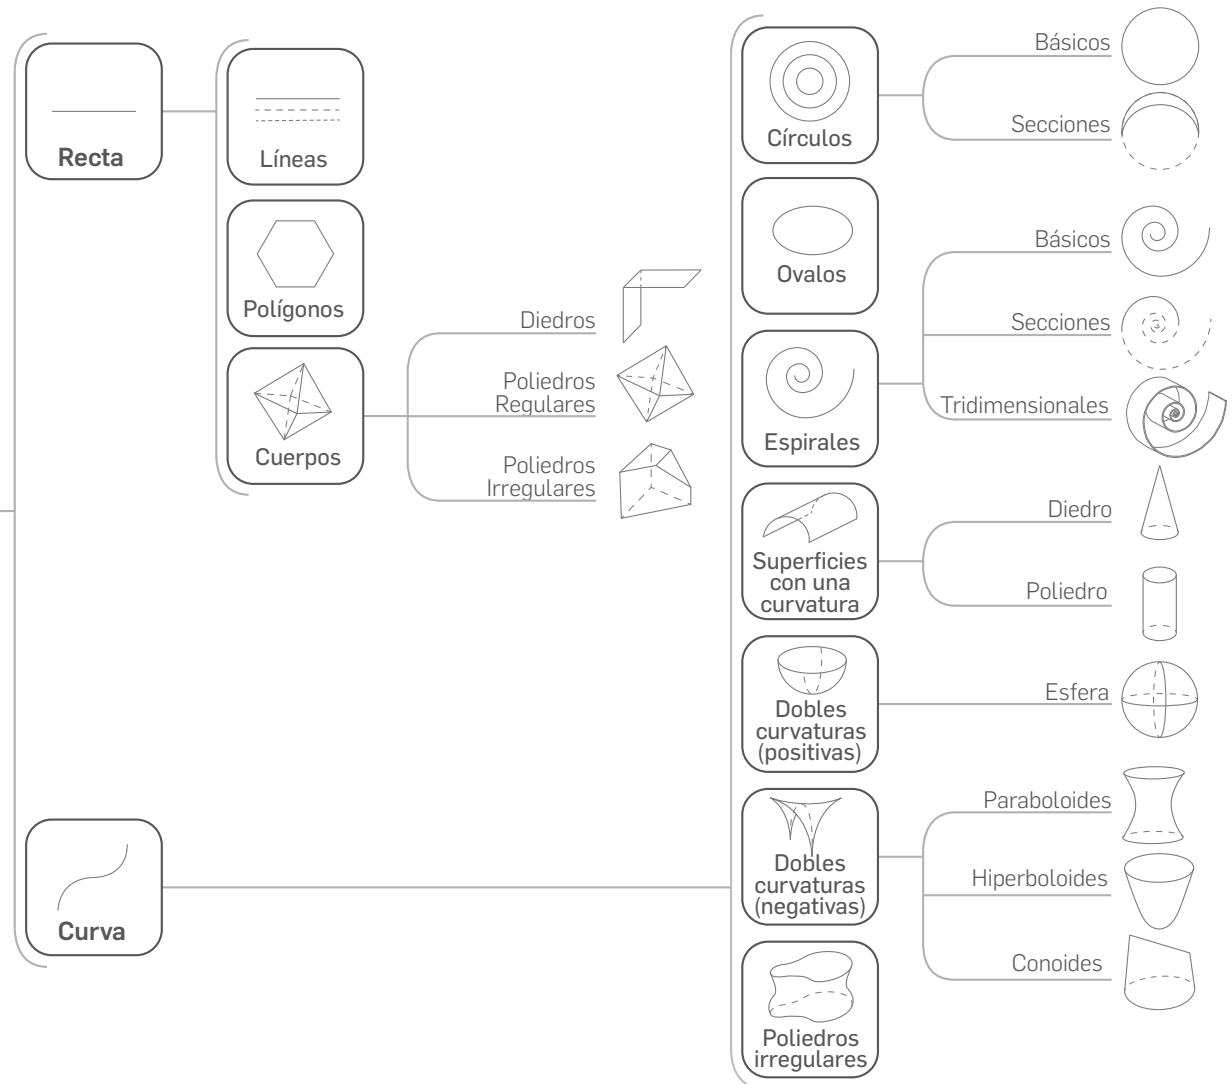 Recta
Líneas
Polígonos
Cuerpos
Diedros
Poliedros
Regulares
Poliedros
Irregulares
Curva
Círculos
Básicos
Secciones
Ovalos
Espirales
Básicos
Secciones
Tridimensionales
Superficies
con una
curvatura
Diedro
Poliedro
Dobles
curvaturas
(positivas)
Esfera
Dobles
curvaturas
(negativas)
Paraboloides
Hiperboloides
Conoides
Poliedros
irregulares